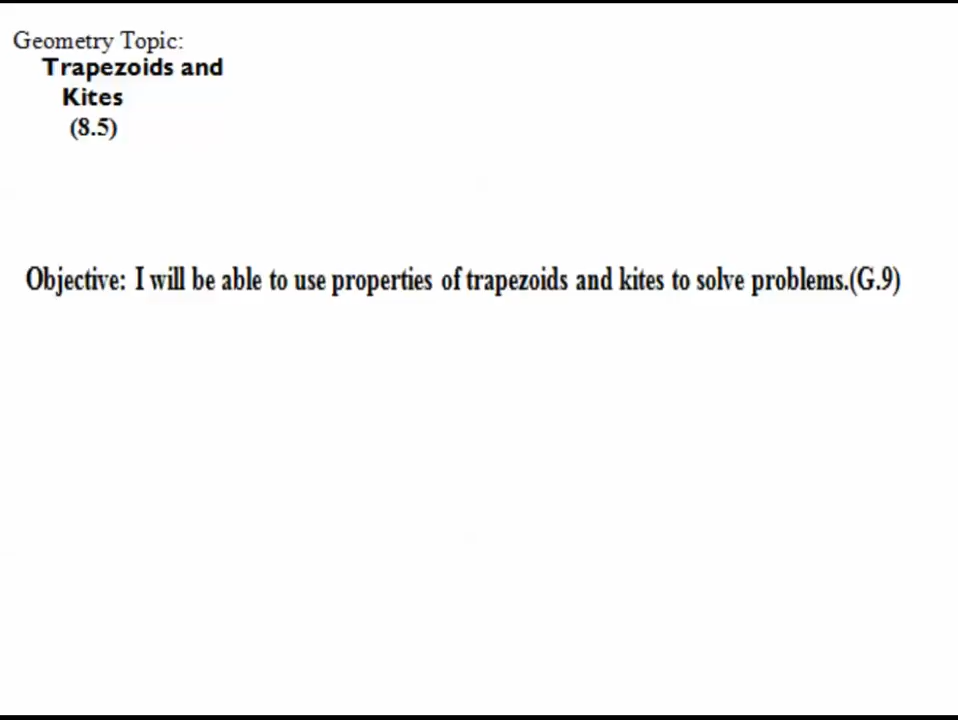 Geometry Topic:
Trapezoids and
Kites
(8.5)
Objective: I will be able to use properties of trapezoids and kites to solve problems.(G.9)